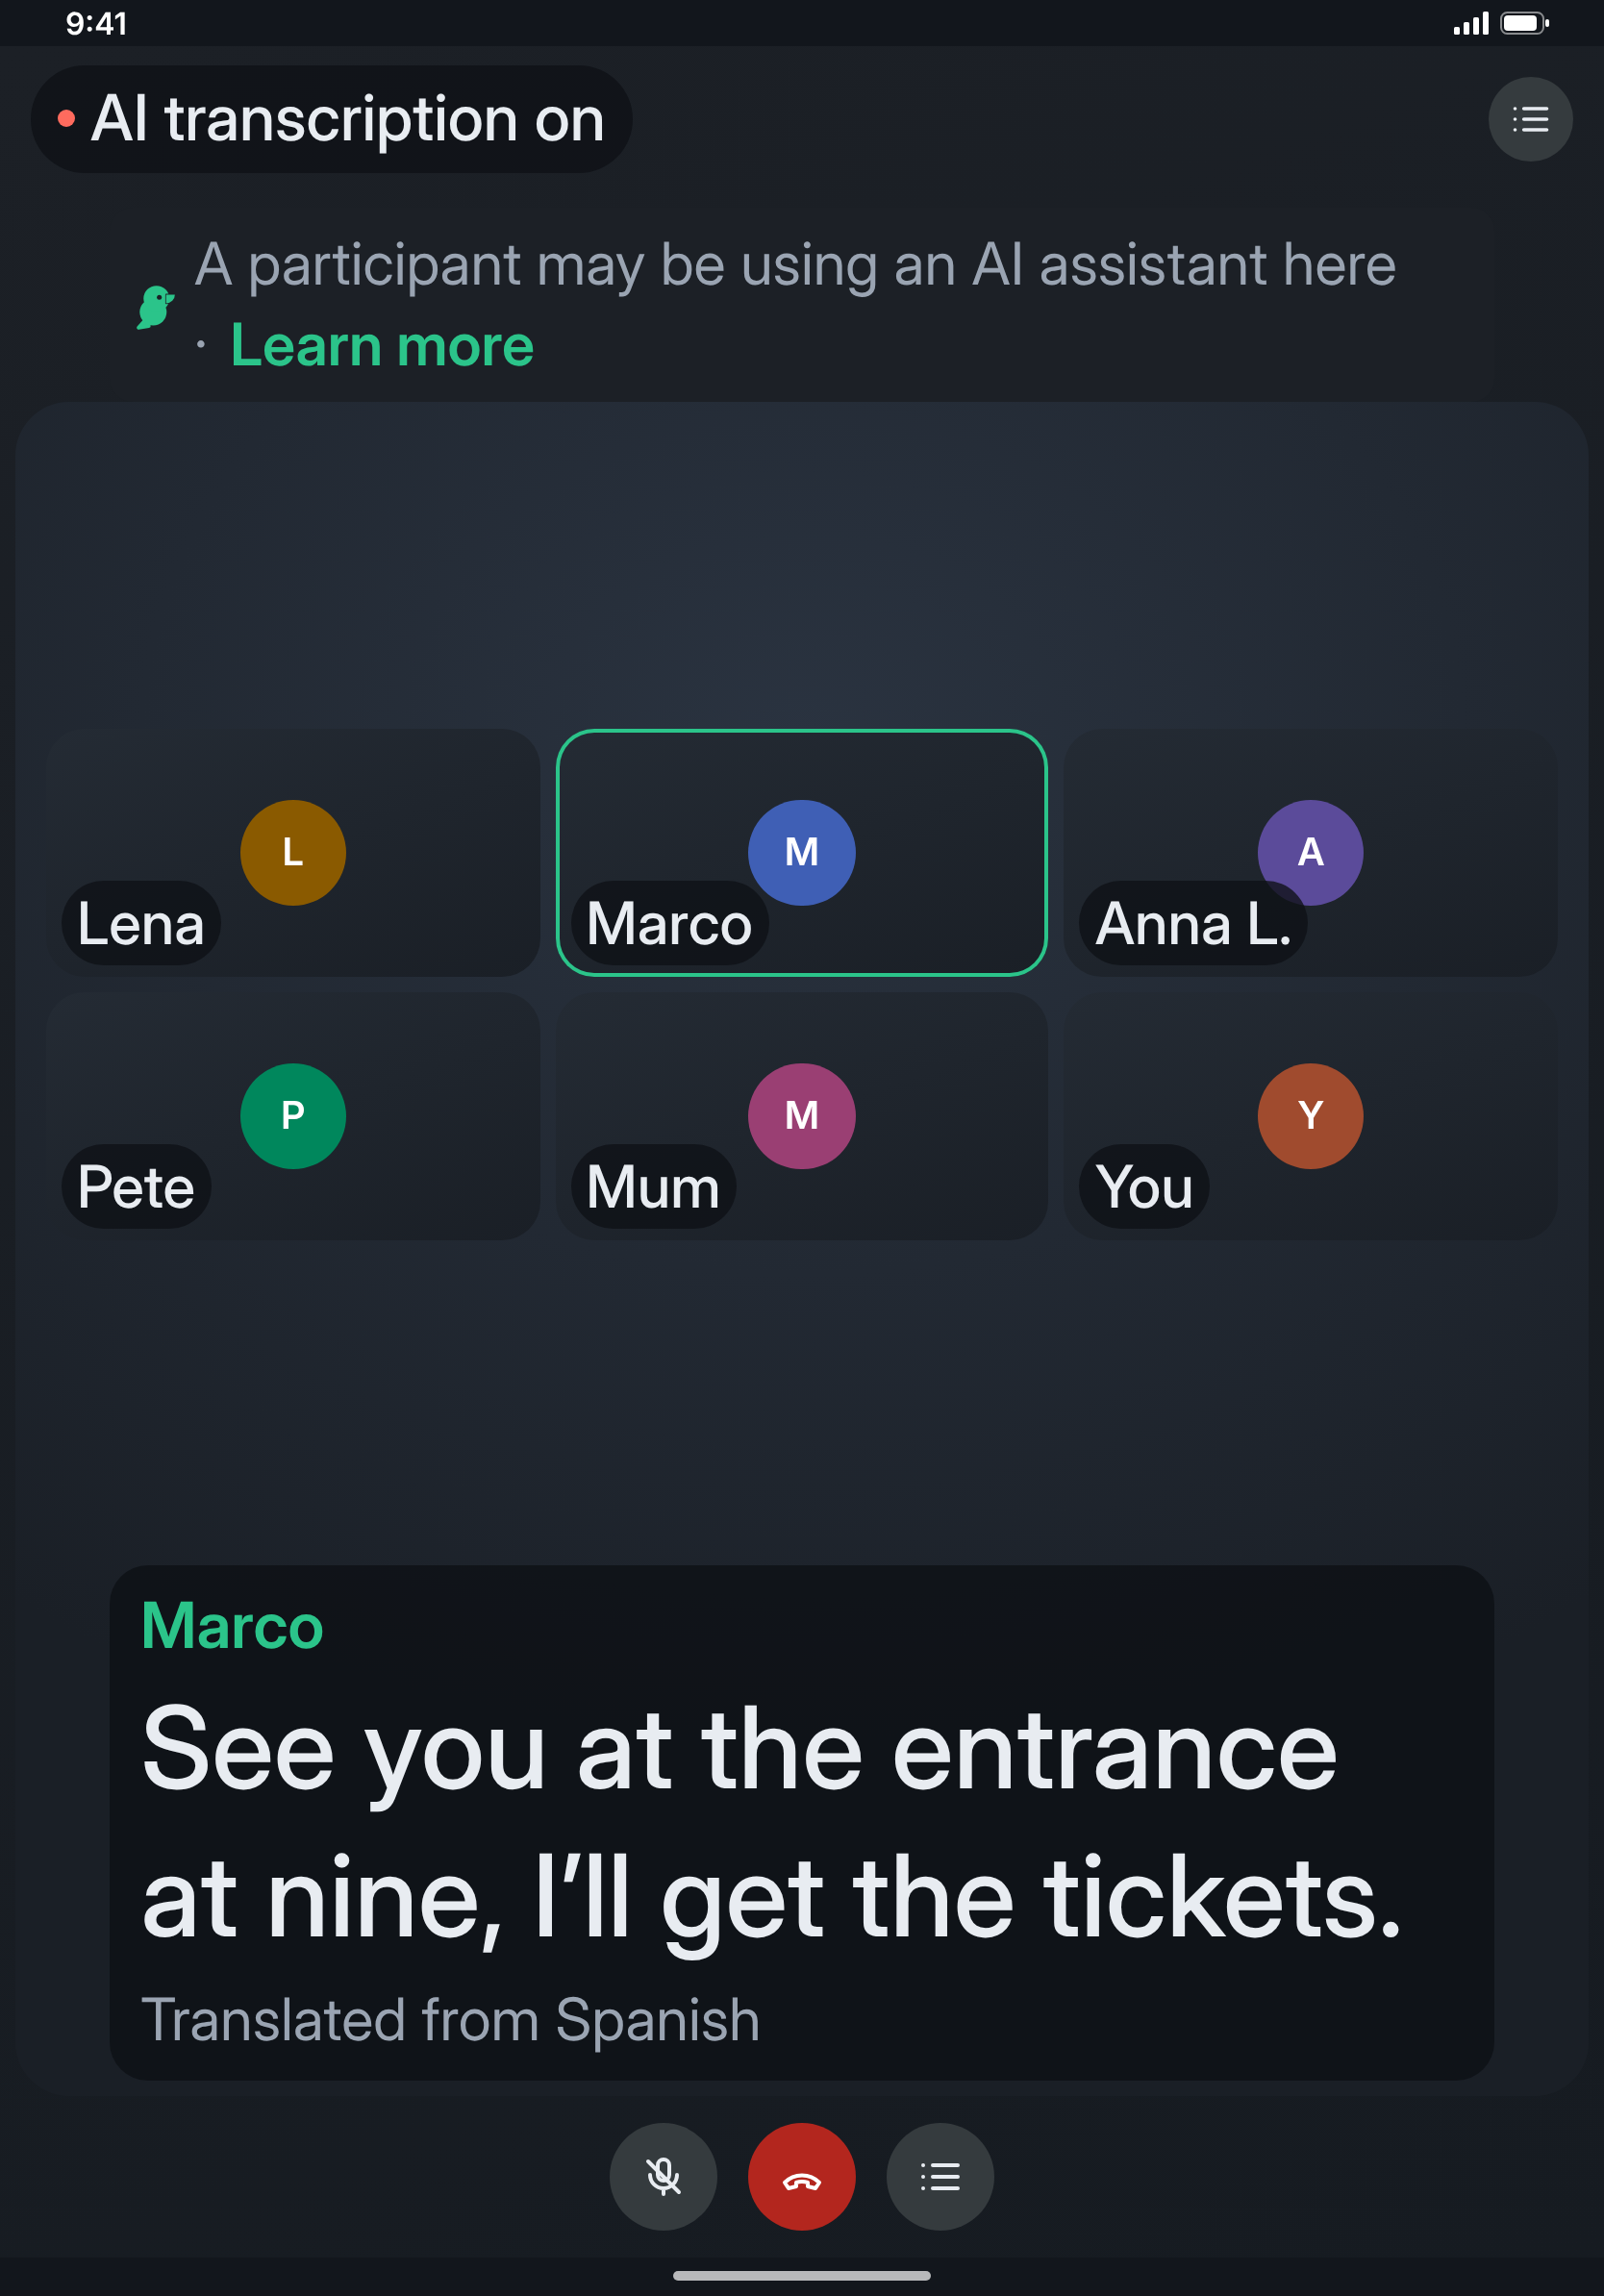 9:41
AI transcription on
A participant may be using an AI assistant here
· Learn more
L
Lena
M
Marco
A
Anna L.
P
Pete
M
Mum
Y
You
Marco
See you at the entrance
at nine, I’ll get the tickets.
Translated from Spanish